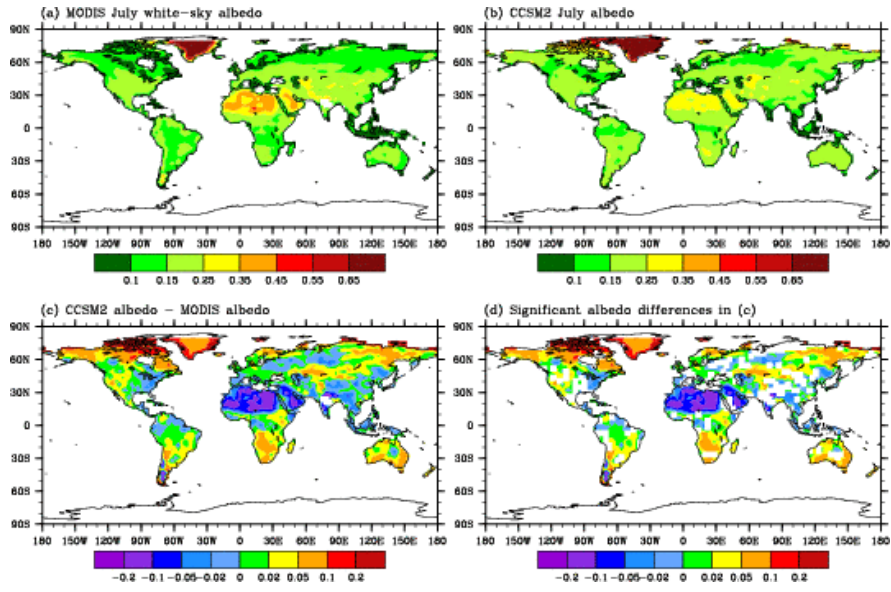 (a) MODIS July white-sky albedo
(b) CCSM2 July albedo
90N
60N
30N
0
30S
60S
90S
180 150W 120W 90W 60W 30W 0 30E 60E 90E 120E 150E 180
0.1 0.15 0.25 0.35 0.45 0.55 0.65
90N
60N
30N
0
30S
60S
90S
180 150W 120W 90W 60W 30W 0 30E 60E 90E 120E 150E 180
0.1 0.15 0.25 0.35 0.45 0.55 0.65
(c) CCSM2 albedo - MODIS albedo
(d) Significant albedo differences in (c)
90N
60N
30N
0
30S
60S
90S
180 150W 120W 90W 60W 30W 0 30E 60E 90E 120E 150E 180
-0.2 -0.1 -0.05 -0.02 0 0.02 0.05 0.1 0.2
90N
60N
30N
0
30S
60S
90S
180 150W 120W 90W 60W 30W 0 30E 60E 90E 120E 150E 180
-0.2 -0.1 -0.05 -0.02 0 0.02 0.05 0.1 0.2